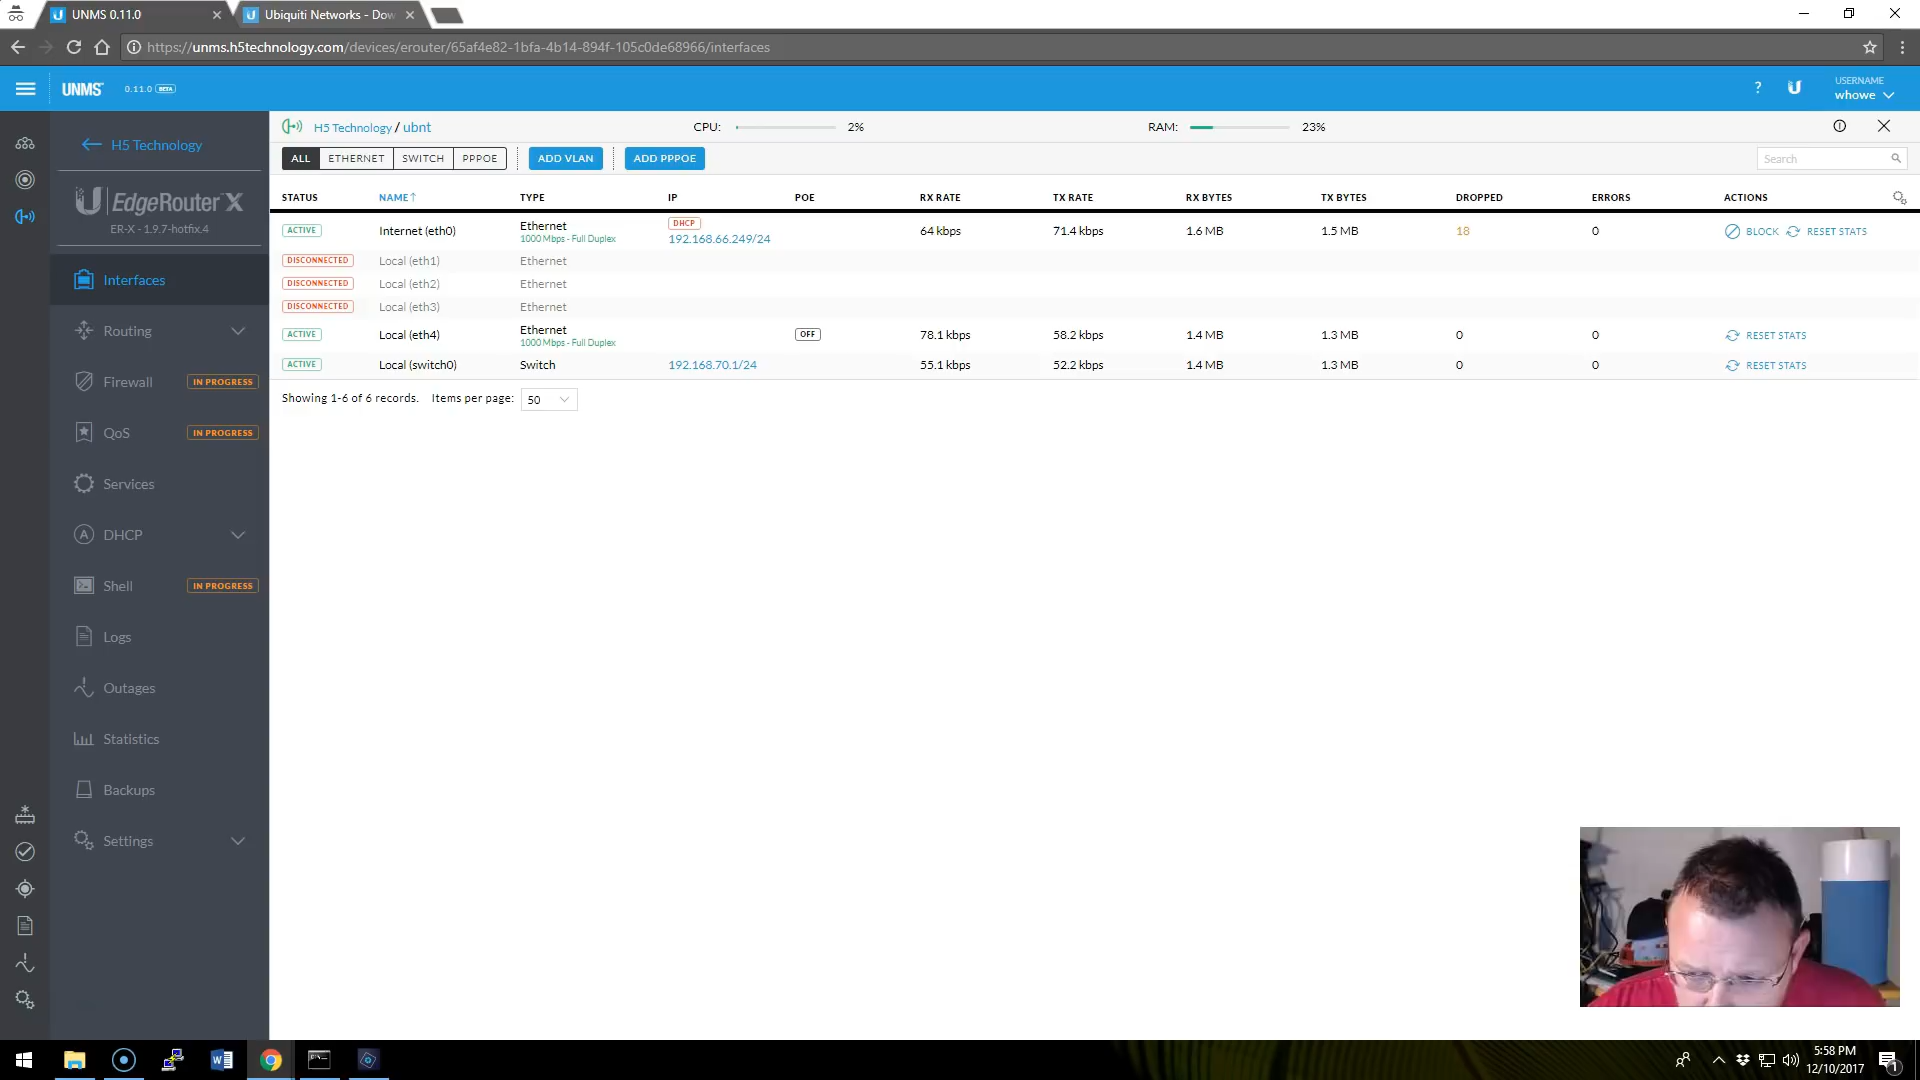 UNMS 0.11.0
Ubiquiti Networks - Dow
https://unms.h5technology.com/devices/erouter/65af4e82-1bfa-4b14-894f-105c0de68966/interfaces
UNMS 0.11.0 BETA
? USERNAME
whowe
H5 Technology
H5 Technology / ubnt CPU: 2% RAM: 23%
ALL ETHERNET SWITCH PPPOE ADD VLAN ADD PPPOE Search
EdgeRouter X
ER-X - 1.9.7-hotfix.4
Interfaces
Routing
Firewall IN PROGRESS
QoS IN PROGRESS
Services
DHCP
Shell IN PROGRESS
Logs
Outages
Statistics
Backups
Settings
STATUS NAME↑ TYPE IP POE RX RATE TX RATE RX BYTES TX BYTES DROPPED ERRORS ACTIONS
ACTIVE Internet (eth0) Ethernet DHCP 64 kbps 71.4 kbps 1.6 MB 1.5 MB 18 0 BLOCK RESET STATS
1000 Mbps - Full Duplex 192.168.66.249/24
DISCONNECTED Local (eth1) Ethernet
DISCONNECTED Local (eth2) Ethernet
DISCONNECTED Local (eth3) Ethernet
ACTIVE Local (eth4) Ethernet OFF 78.1 kbps 58.2 kbps 1.4 MB 1.3 MB 0 0 RESET STATS
1000 Mbps - Full Duplex
ACTIVE Local (switch0) Switch 192.168.70.1/24 55.1 kbps 52.2 kbps 1.4 MB 1.3 MB 0 0 RESET STATS
Showing 1-6 of 6 records. Items per page: 50
5:58 PM
12/10/2017
1